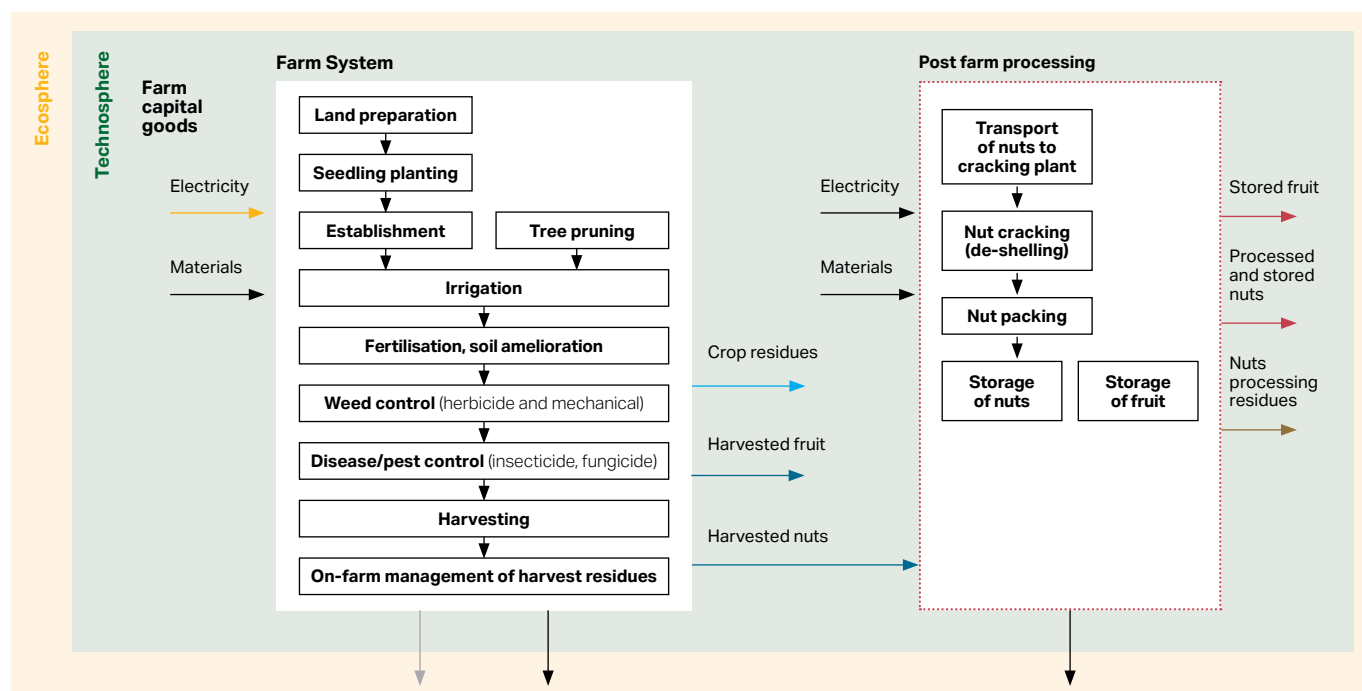 Ecosphere
Technosphere
Farm
capital
goods
Electricity
Materials
Farm System
Land preparation
Seedling planting
Establishment
Tree pruning
Irrigation
Fertilisation, soil amelioration
Weed control (herbicide and mechanical)
Disease/pest control (insecticide, fungicide)
Harvesting
On-farm management of harvest residues
Crop residues
Harvested fruit
Harvested nuts
Electricity
Materials
Post farm processing
Transport
of nuts to
cracking plant
Nut cracking
(de-shelling)
Nut packing
Storage
of nuts
Storage
of fruit
Stored fruit
Processed
and stored
nuts
Nuts
processing
residues